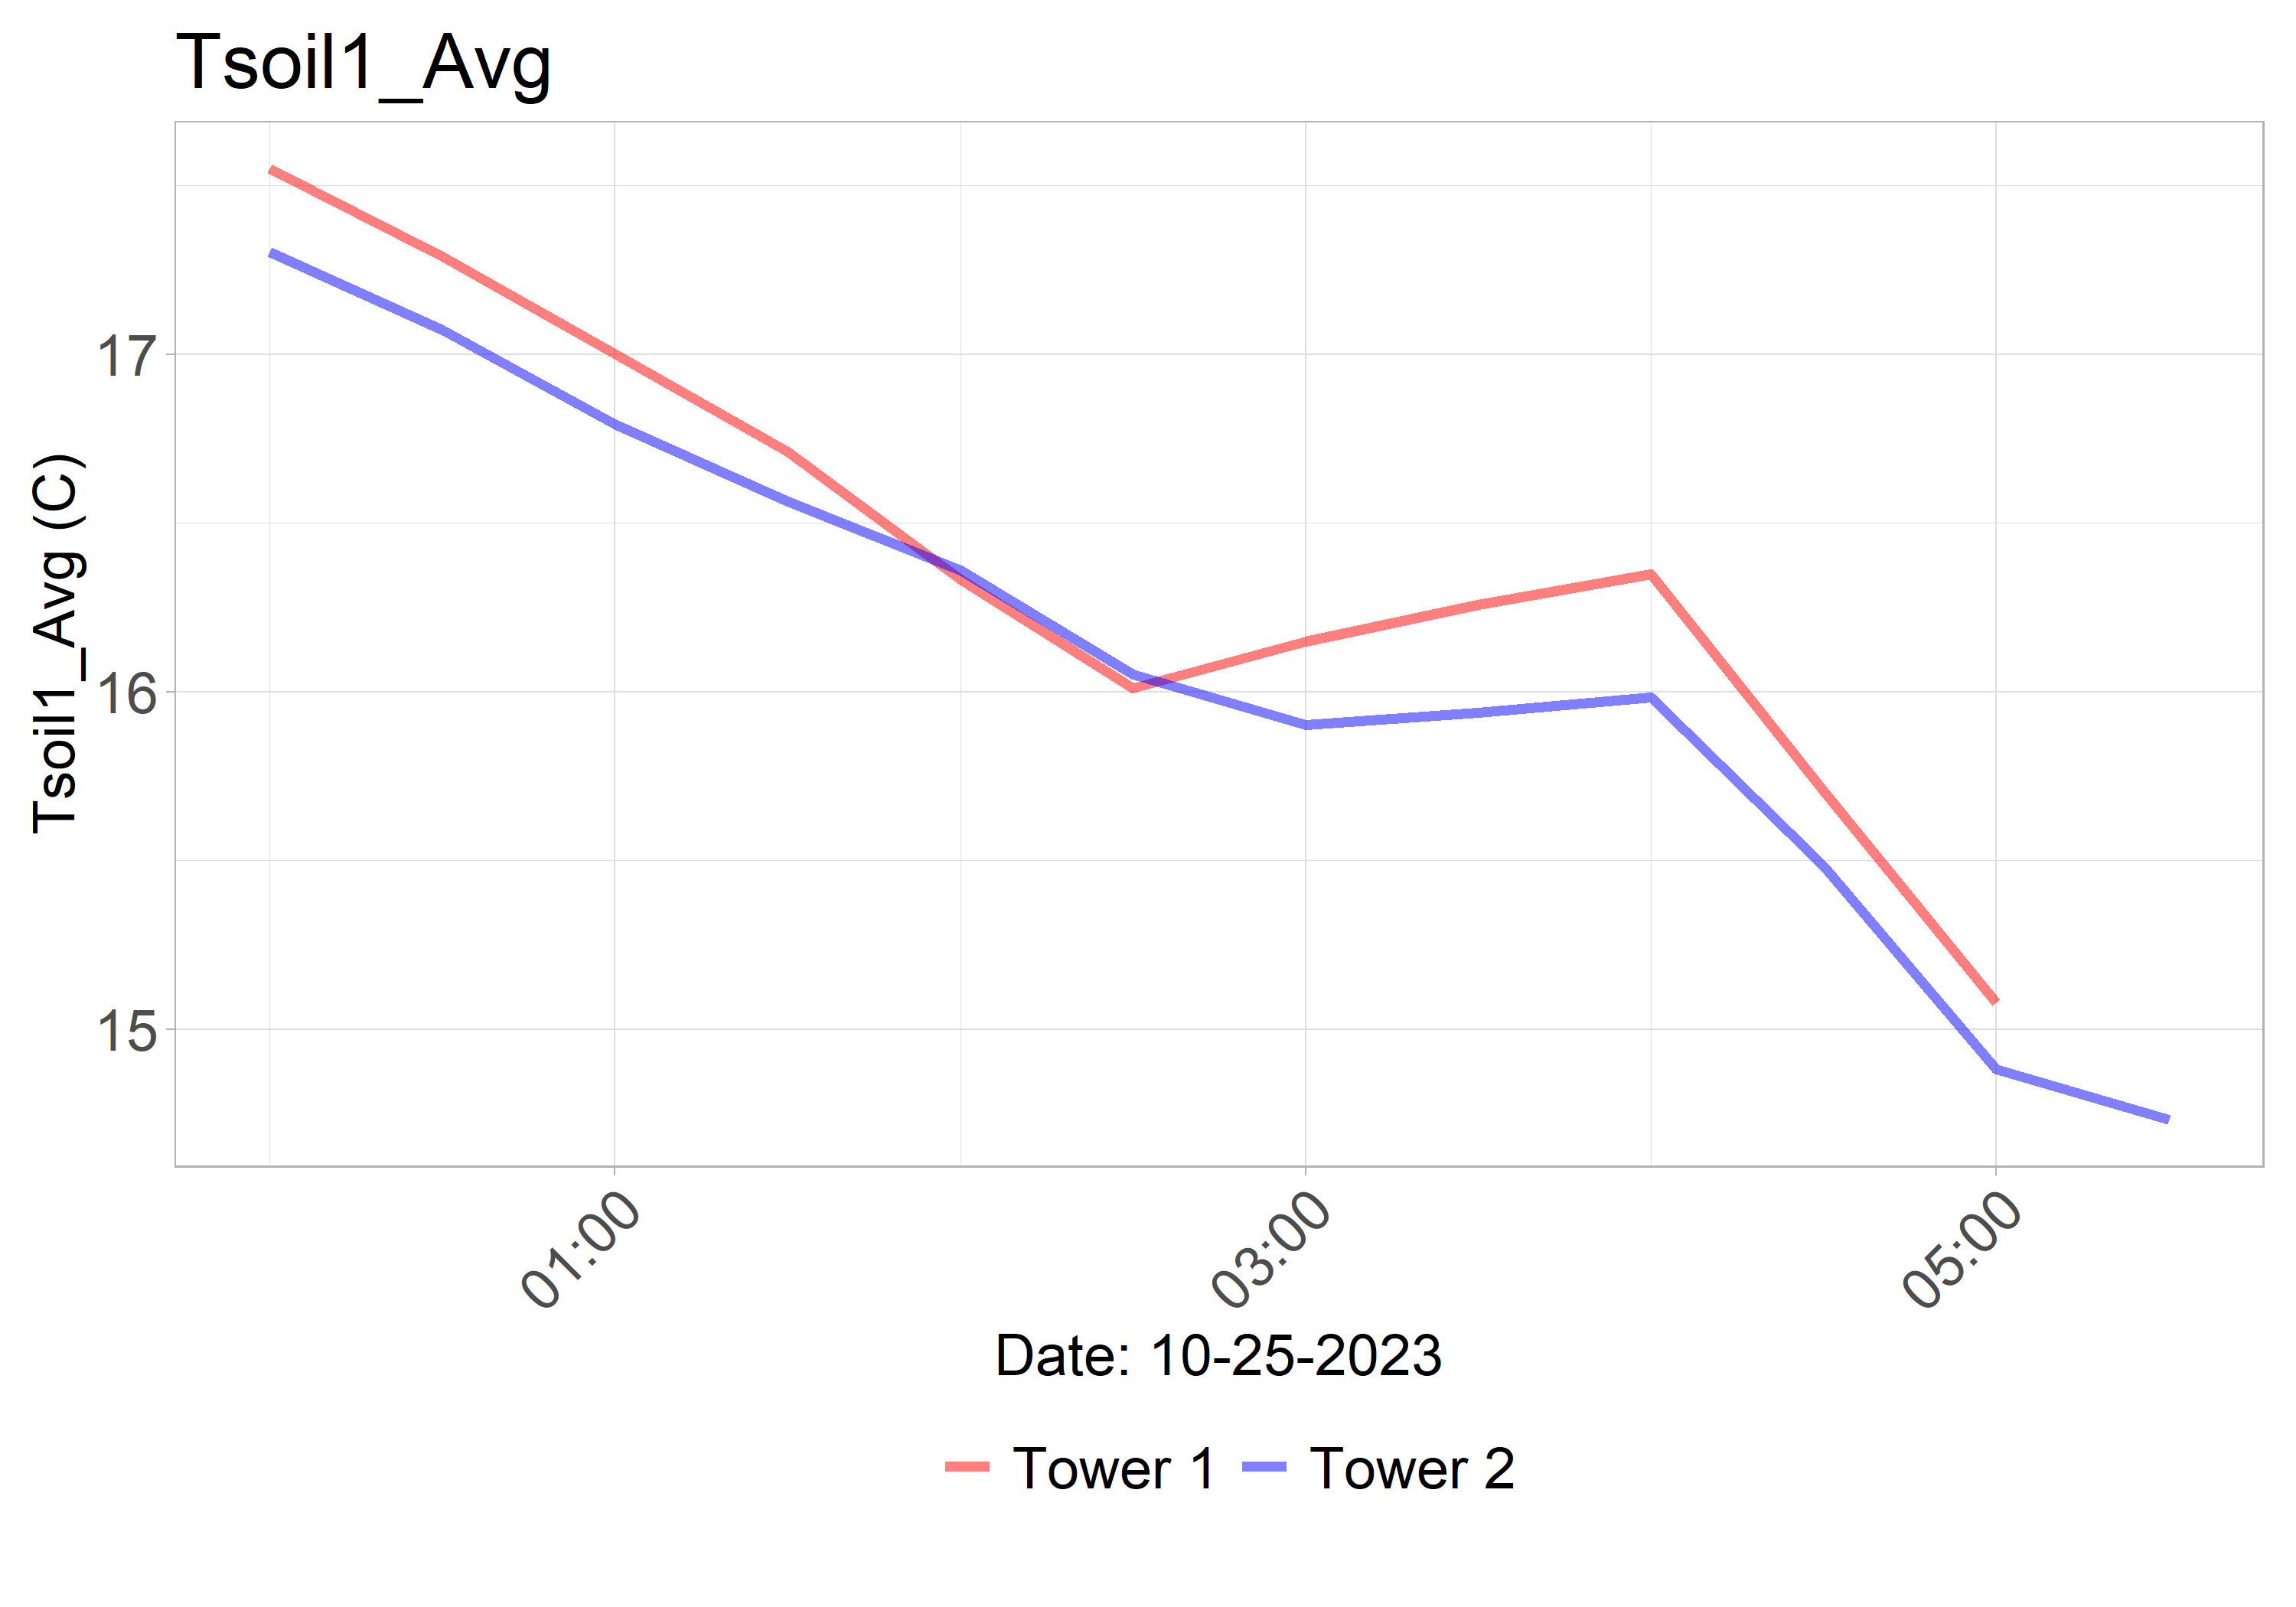 Tsoil1_Avg
Tsoil1_Avg (C)
17
16
15
01:00
03:00
05:00
Date: 10-25-2023
Tower 1
Tower 2